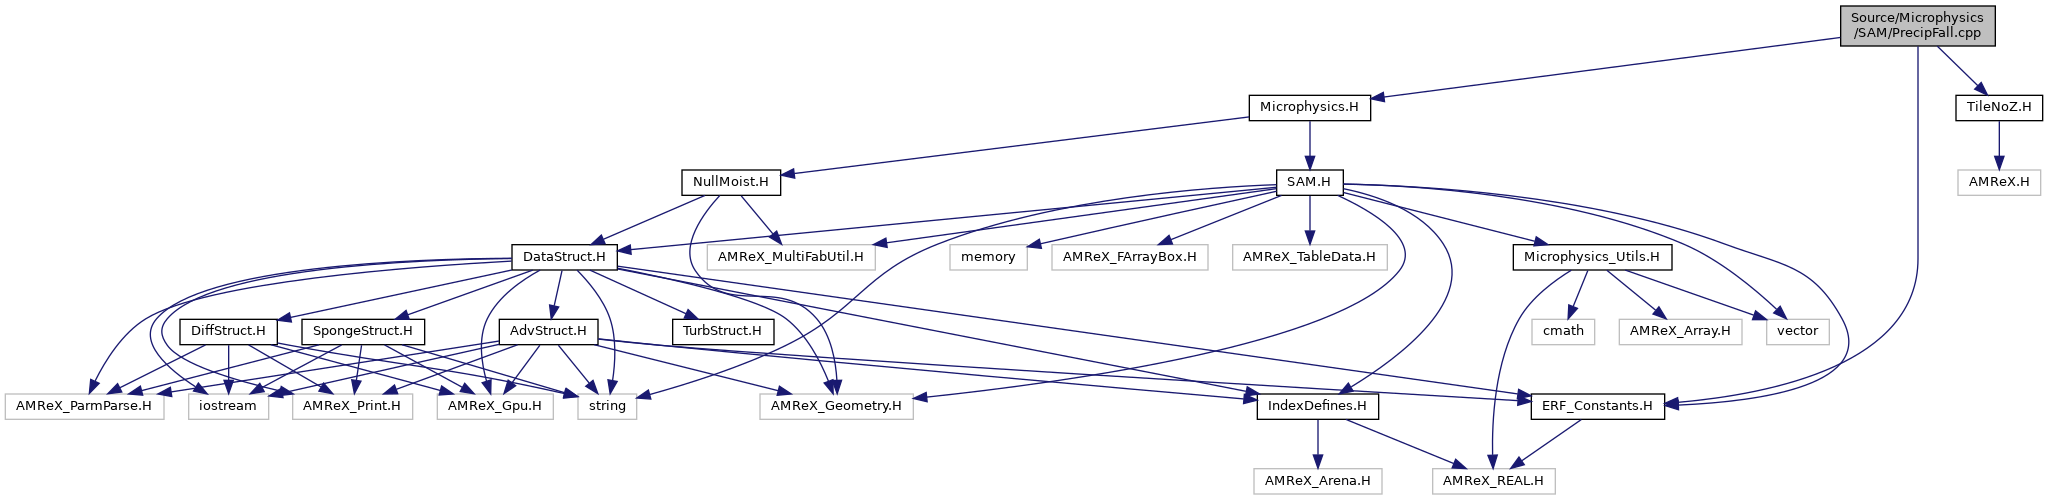 Source/Microphysics
/SAM/PrecipFall.cpp
Microphysics.H
TileNoZ.H
NullMoist.H
SAM.H
AMReX.H
DataStruct.H
AMReX_MultiFabUtil.H
memory
AMReX_FArrayBox.H
AMReX_TableData.H
Microphysics_Utils.H
DiffStruct.H
SpongeStruct.H
AdvStruct.H
TurbStruct.H
cmath
AMReX_Array.H
vector
AMReX_ParmParse.H
iostream
AMReX_Print.H
AMReX_Gpu.H
string
AMReX_Geometry.H
IndexDefines.H
ERF_Constants.H
AMReX_Arena.H
AMReX_REAL.H